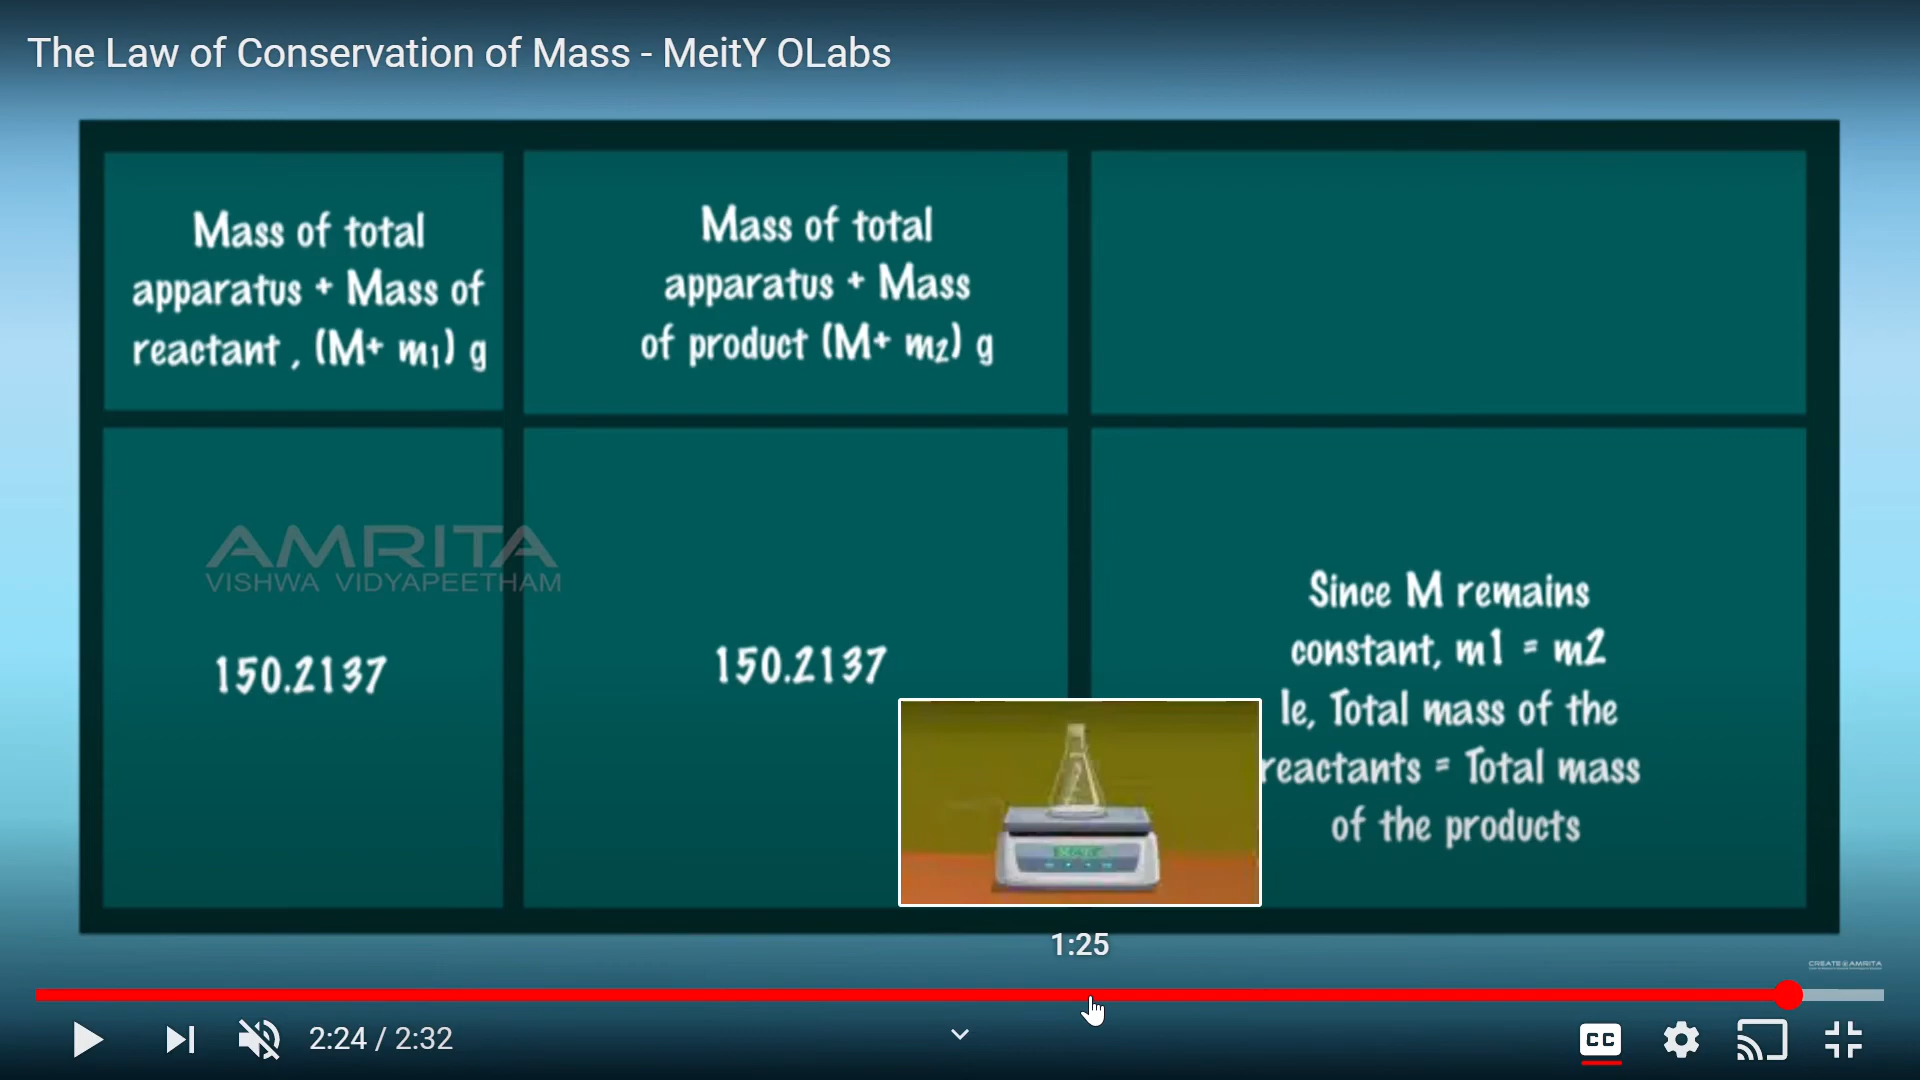 The Law of Conservation of Mass - MeitY OLabs
Mass of total
apparatus + Mass of
reactant , (M+ m1) g
Mass of total
apparatus + Mass
of product (M+ m2) g
AMRITA
VISHWA VIDYAPEETHAM
150.2137
150.2137
Since M remains
constant, m1 = m2
Ie, Total mass of the
reactants = Total mass
of the products
1:25
CREATE@AMRITA
2:24 / 2:32
CC